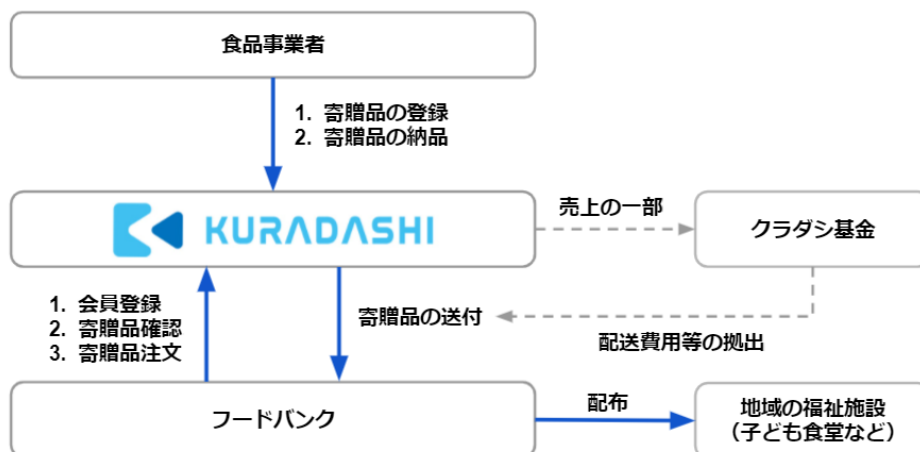 食品事業者
1. 寄贈品の登録
2. 寄贈品の納品
KURADASHI
売上の一部
クラダシ基金
1. 会員登録
2. 寄贈品確認
3. 寄贈品注文
寄贈品の送付
配送費用等の拠出
フードバンク
配布
地域の福祉施設
（子ども食堂など）